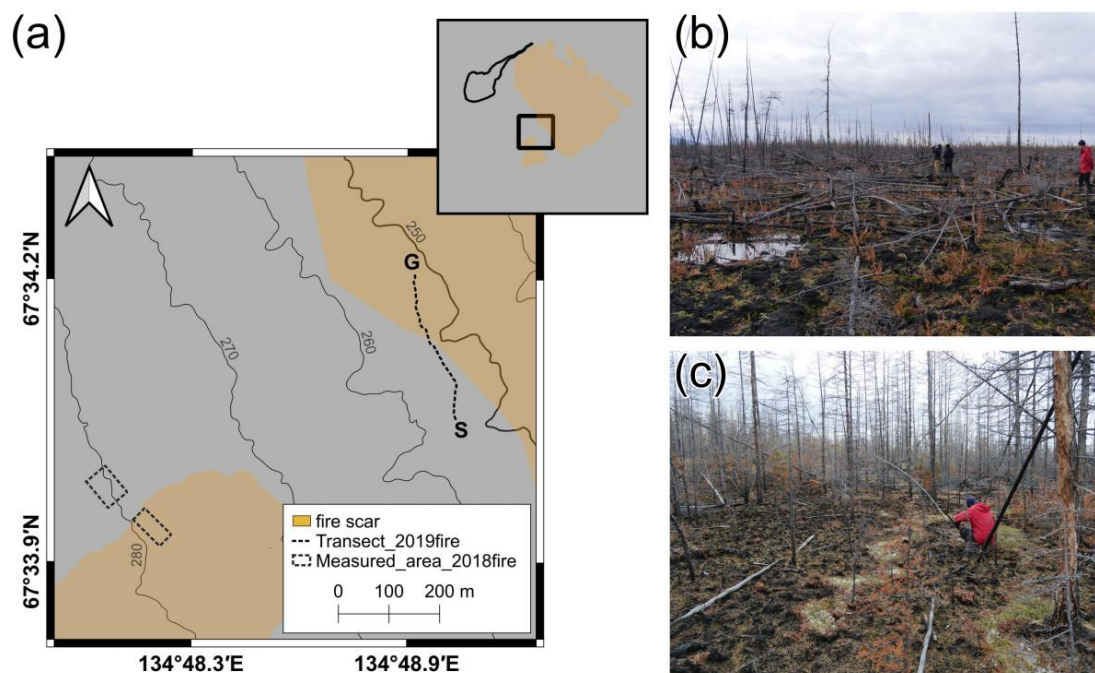 (a)
(b)
(c)
67°34.2'N
67°33.9'N
250
260
270
280
G
S
fire scar
Transect_2019fire
Measured_area_2018fire
0 100 200 m
134°48.3'E
134°48.9'E